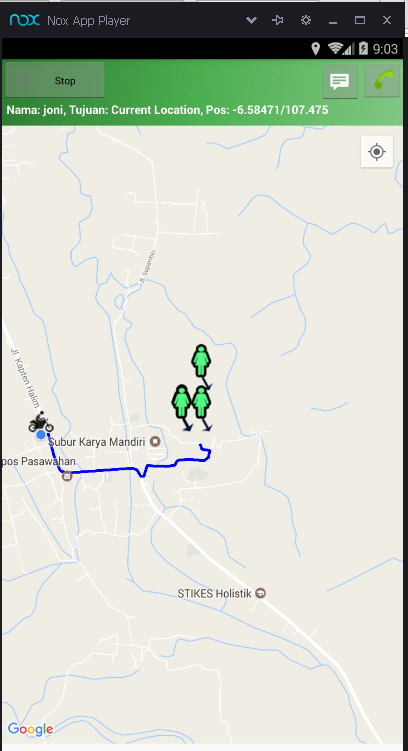 nox Nox App Player
9:03
Stop
Nama: joni, Tujuan: Current Location, Pos: -6.58471/107.475
Jl. Supermijo
Jl. Kapten Halim
Subur Karya Mandiri
pos Pasawahan
STIKES Holistik
Google